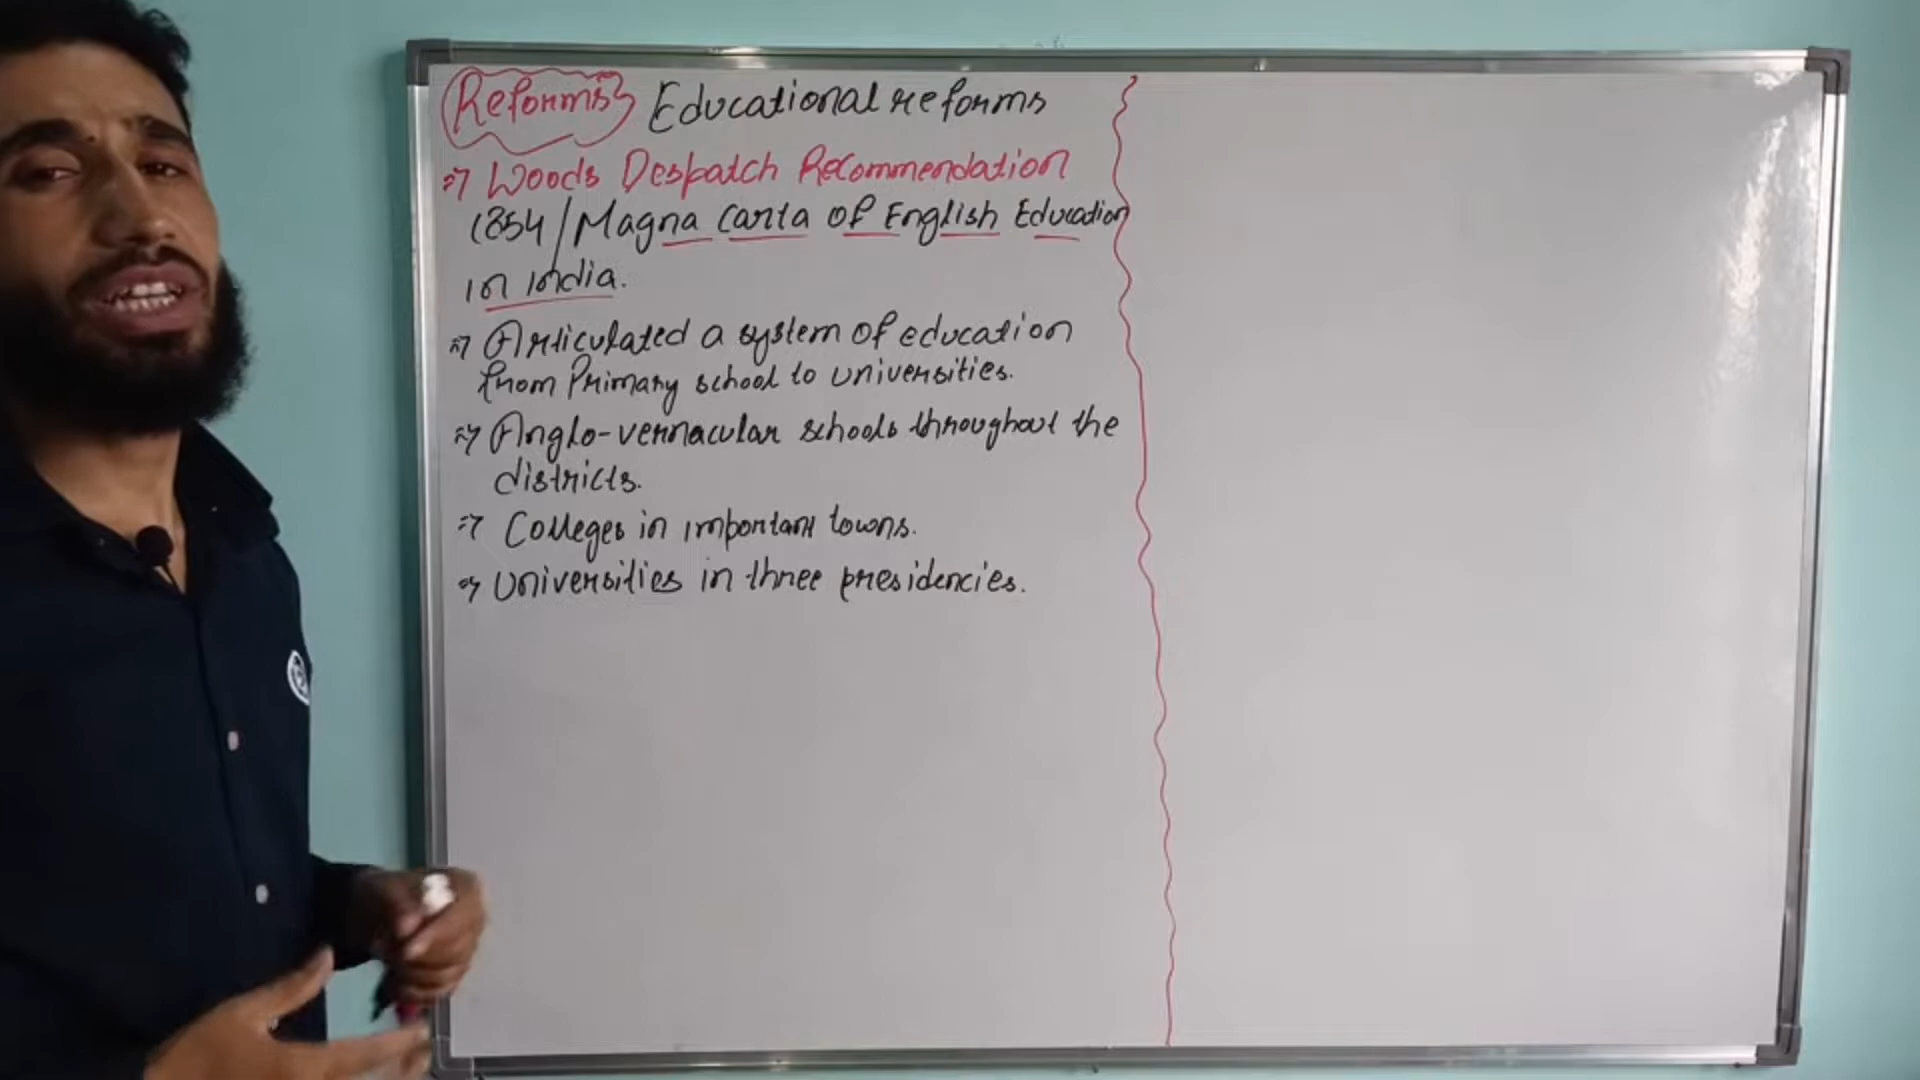 Reforms Educational reforms
⇒ Woods Despatch Recommendation
1854 / Magna Carta of English Education
in India.
⇒ Articulated a system of education
from Primary school to universities.
⇒ Anglo-vernacular schools throughout the
districts.
⇒ Colleges in important towns.
⇒ Universities in three presidencies.